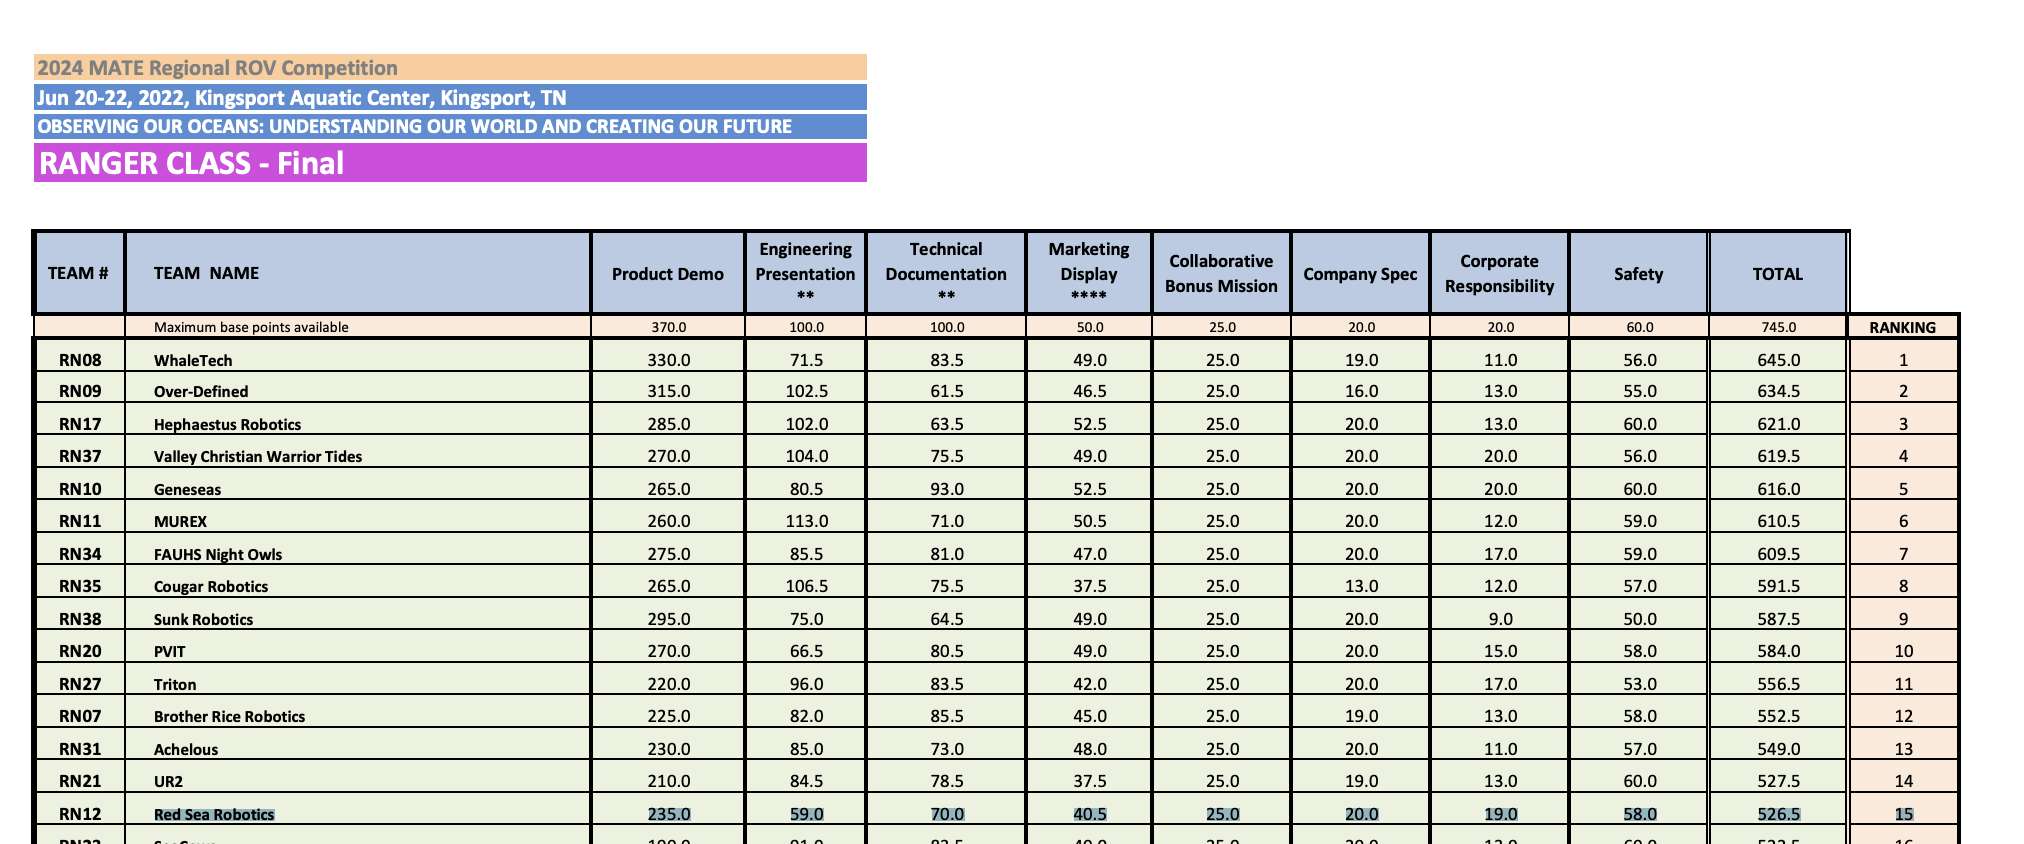 2024 MATE Regional ROV Competition
Jun 20-22, 2022, Kingsport Aquatic Center, Kingsport, TN
OBSERVING OUR OCEANS: UNDERSTANDING OUR WORLD AND CREATING OUR FUTURE
RANGER CLASS - Final
TEAM # TEAM NAME Product Demo Engineering Presentation ** Technical Documentation ** Marketing Display **** Collaborative Bonus Mission Company Spec Corporate Responsibility Safety TOTAL
Maximum base points available 370.0 100.0 100.0 50.0 25.0 20.0 20.0 60.0 745.0 RANKING
RN08 WhaleTech 330.0 71.5 83.5 49.0 25.0 19.0 11.0 56.0 645.0 1
RN09 Over-Defined 315.0 102.5 61.5 46.5 25.0 16.0 13.0 55.0 634.5 2
RN17 Hephaestus Robotics 285.0 102.0 63.5 52.5 25.0 20.0 13.0 60.0 621.0 3
RN37 Valley Christian Warrior Tides 270.0 104.0 75.5 49.0 25.0 20.0 20.0 56.0 619.5 4
RN10 Geneseas 265.0 80.5 93.0 52.5 25.0 20.0 20.0 60.0 616.0 5
RN11 MUREX 260.0 113.0 71.0 50.5 25.0 20.0 12.0 59.0 610.5 6
RN34 FAUHS Night Owls 275.0 85.5 81.0 47.0 25.0 20.0 17.0 59.0 609.5 7
RN35 Cougar Robotics 265.0 106.5 75.5 37.5 25.0 13.0 12.0 57.0 591.5 8
RN38 Sunk Robotics 295.0 75.0 64.5 49.0 25.0 20.0 9.0 50.0 587.5 9
RN20 PVIT 270.0 66.5 80.5 49.0 25.0 20.0 15.0 58.0 584.0 10
RN27 Triton 220.0 96.0 83.5 42.0 25.0 20.0 17.0 53.0 556.5 11
RN07 Brother Rice Robotics 225.0 82.0 85.5 45.0 25.0 19.0 13.0 58.0 552.5 12
RN31 Achelous 230.0 85.0 73.0 48.0 25.0 20.0 11.0 57.0 549.0 13
RN21 UR2 210.0 84.5 78.5 37.5 25.0 19.0 13.0 60.0 527.5 14
RN12 Red Sea Robotics 235.0 59.0 70.0 40.5 25.0 20.0 19.0 58.0 526.5 15